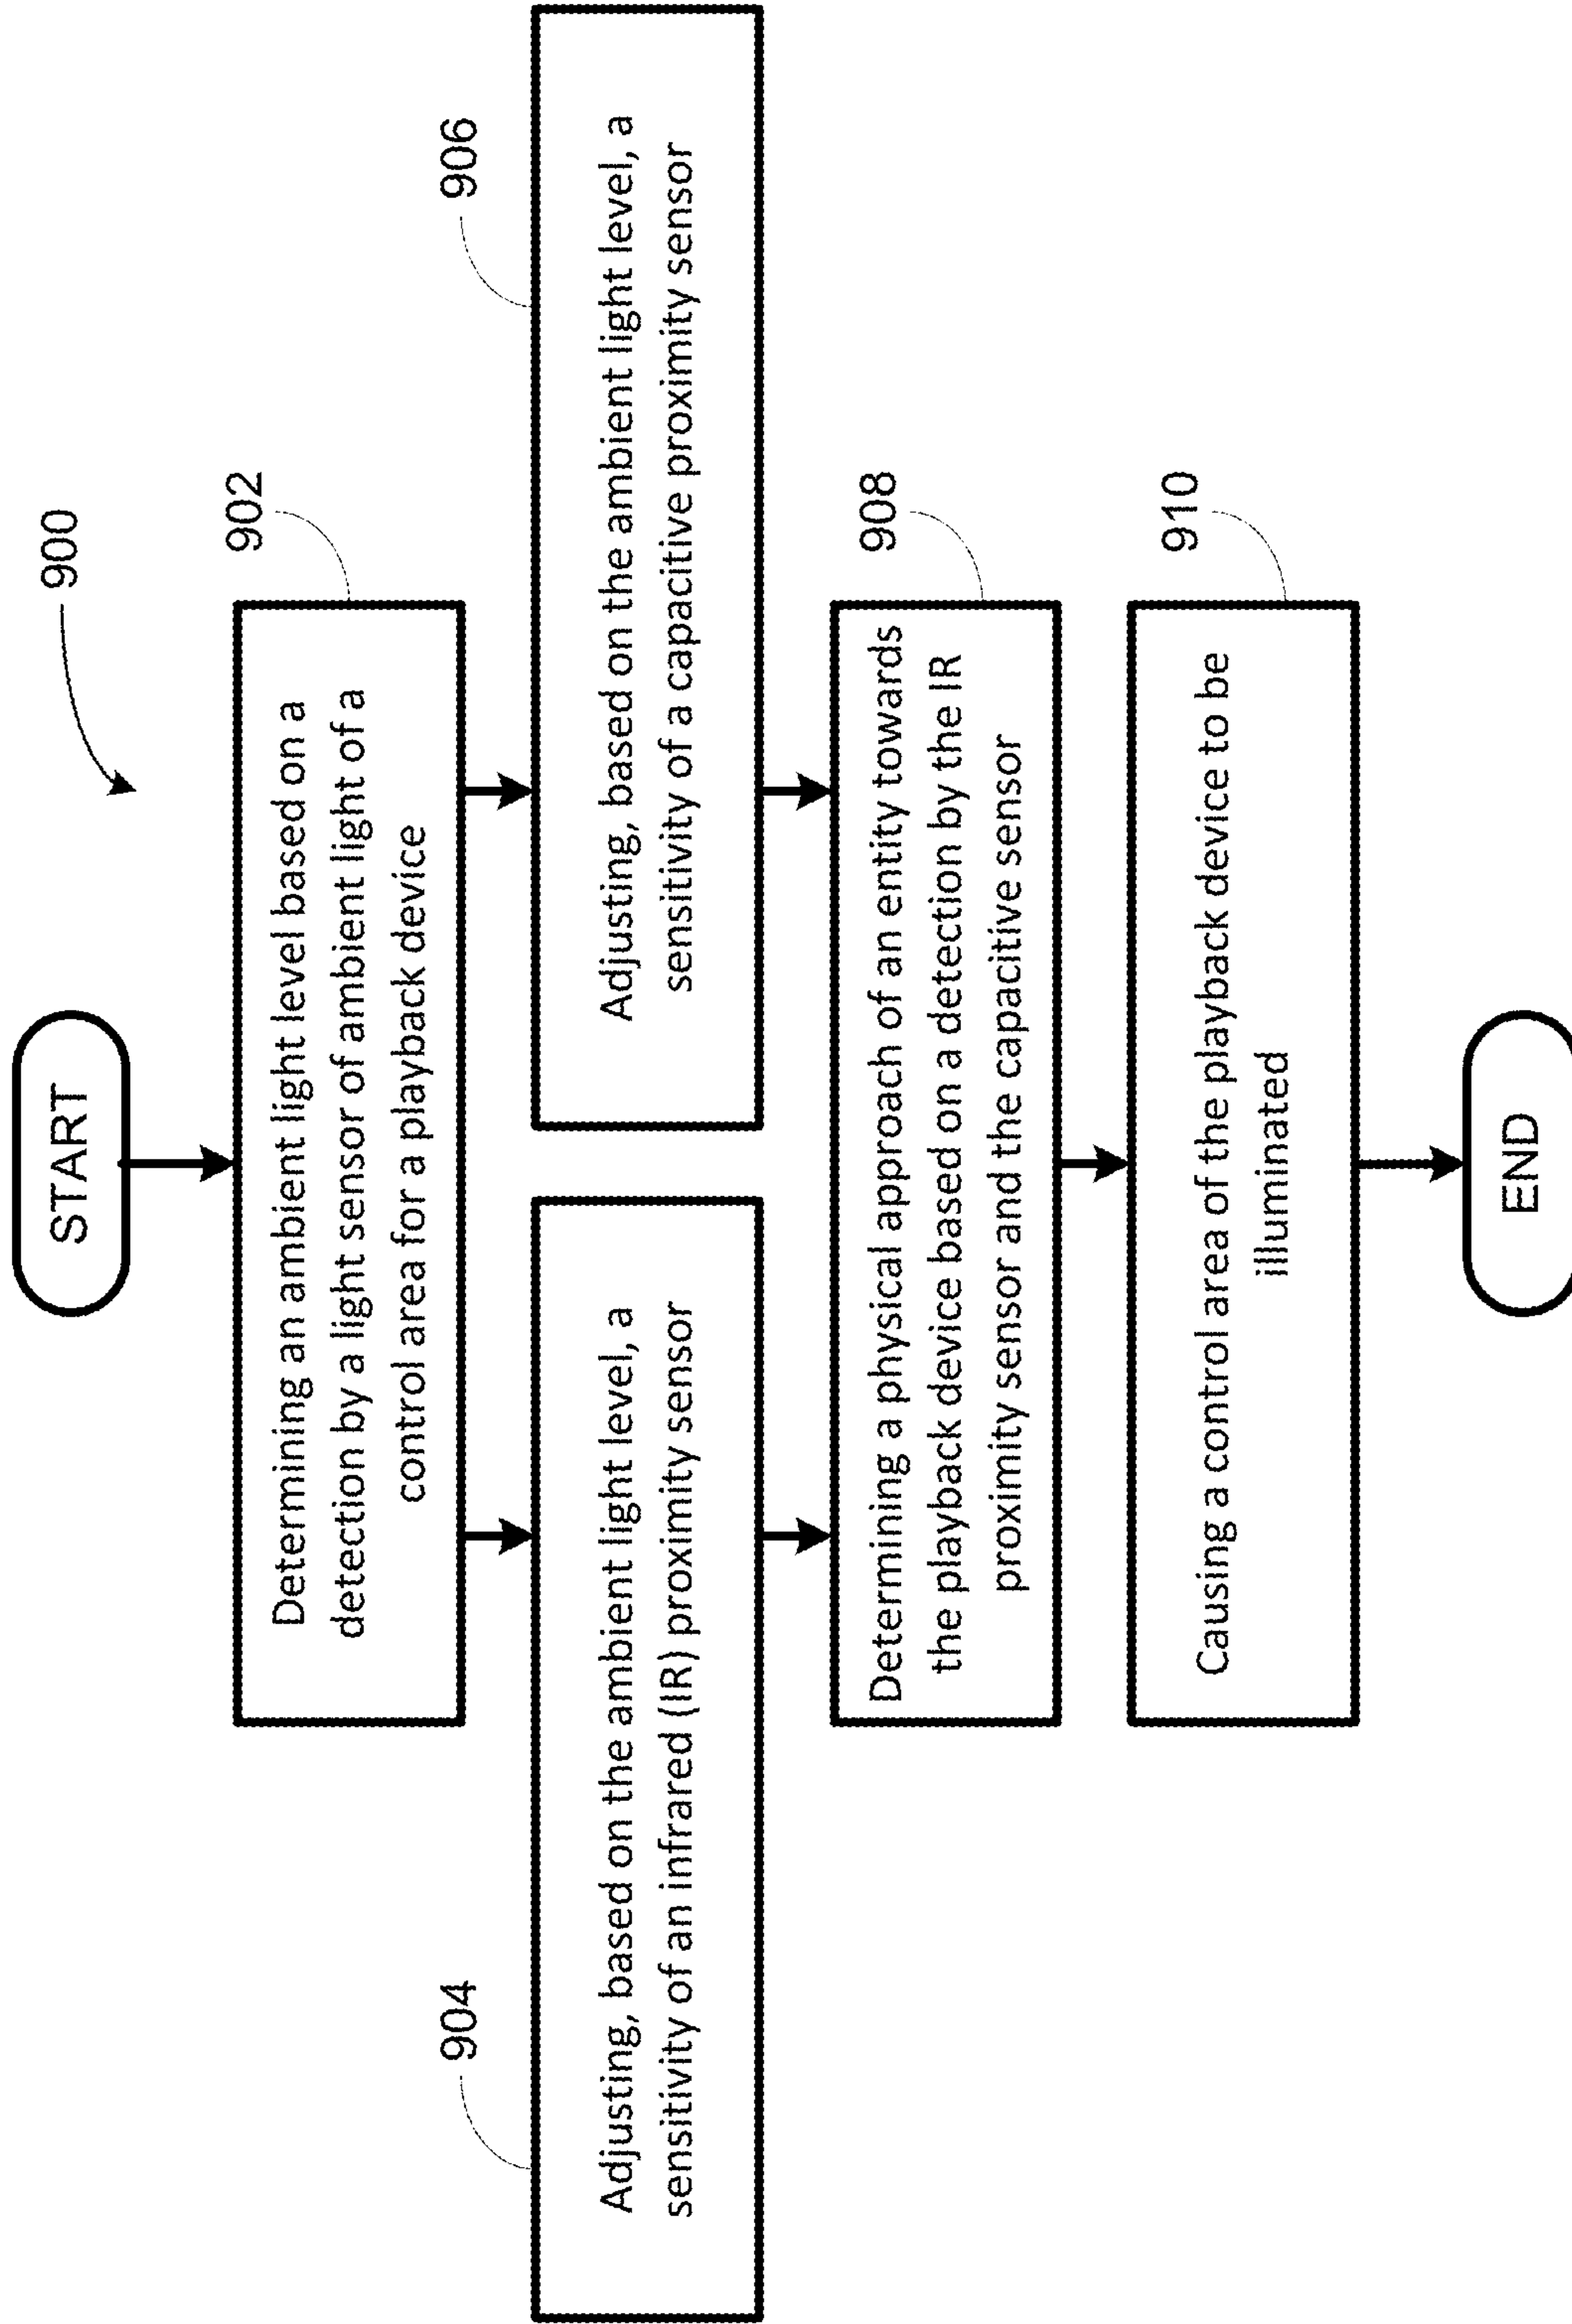 900
START
902
Determining an ambient light level based on a
detection by a light sensor of ambient light of a
control area for a playback device
904
Adjusting, based on the ambient light level, a
sensitivity of an infrared (IR) proximity sensor
906
Adjusting, based on the ambient light level, a
sensitivity of a capacitive proximity sensor
908
Determining a physical approach of an entity towards
the playback device based on a detection by the IR
proximity sensor and the capacitive sensor
910
Causing a control area of the playback device to be
illuminated
END